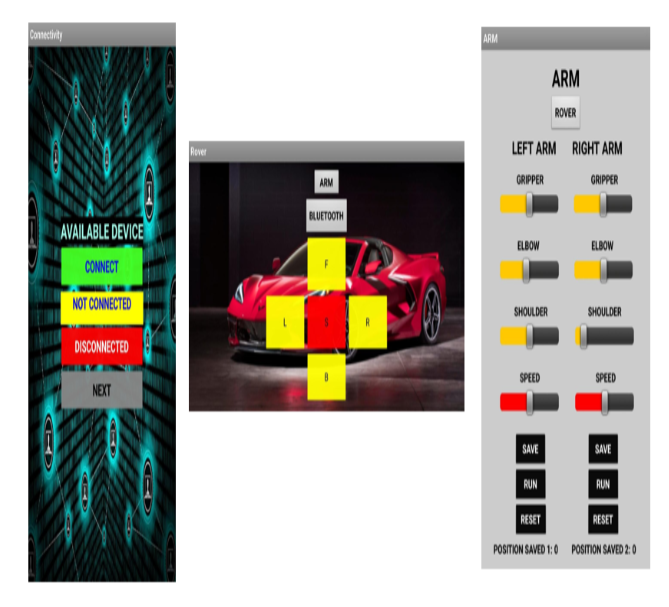 Connectivity
AVAILABLE DEVICE
CONNECT
NOT CONNECTED
DISCONNECTED
NEXT
Rover
ARM
BLUETOOTH
F
L S R
B
ARM
ARM
ROVER
LEFT ARM RIGHT ARM
GRIPPER GRIPPER
ELBOW ELBOW
SHOULDER SHOULDER
SPEED SPEED
SAVE SAVE
RUN RUN
RESET RESET
POSITION SAVED 1: 0 POSITION SAVED 2: 0